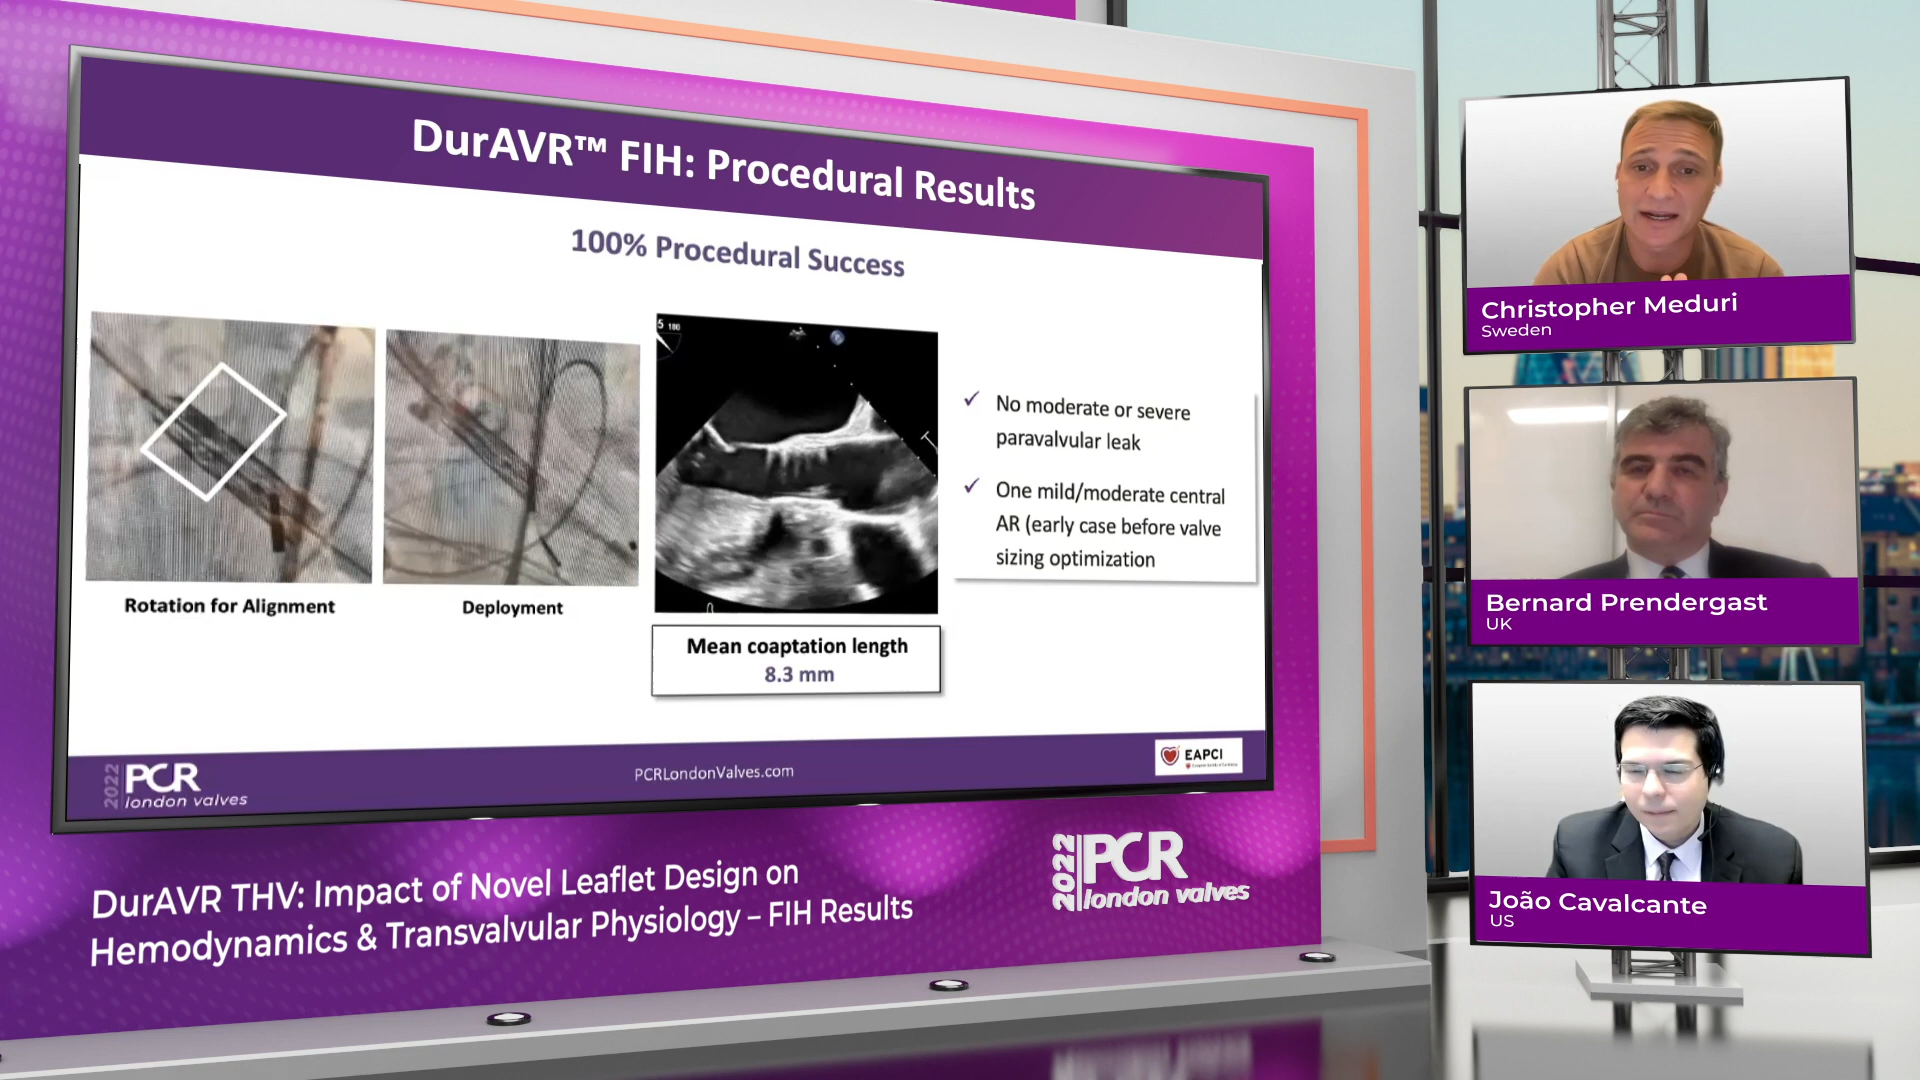 DurAVR™ FIH: Procedural Results
100% Procedural Success
Rotation for Alignment
Deployment
5 180
Mean coaptation length
8.3 mm
✓ No moderate or severe
paravalvular leak
✓ One mild/moderate central
AR (early case before valve
sizing optimization
2022 PCR
london valves
PCRLondonValves.com
EAPCI
DurAVR THV: Impact of Novel Leaflet Design on
Hemodynamics & Transvalvular Physiology – FIH Results
2022 PCR
london valves
Christopher Meduri
Sweden
Bernard Prendergast
UK
João Cavalcante
US